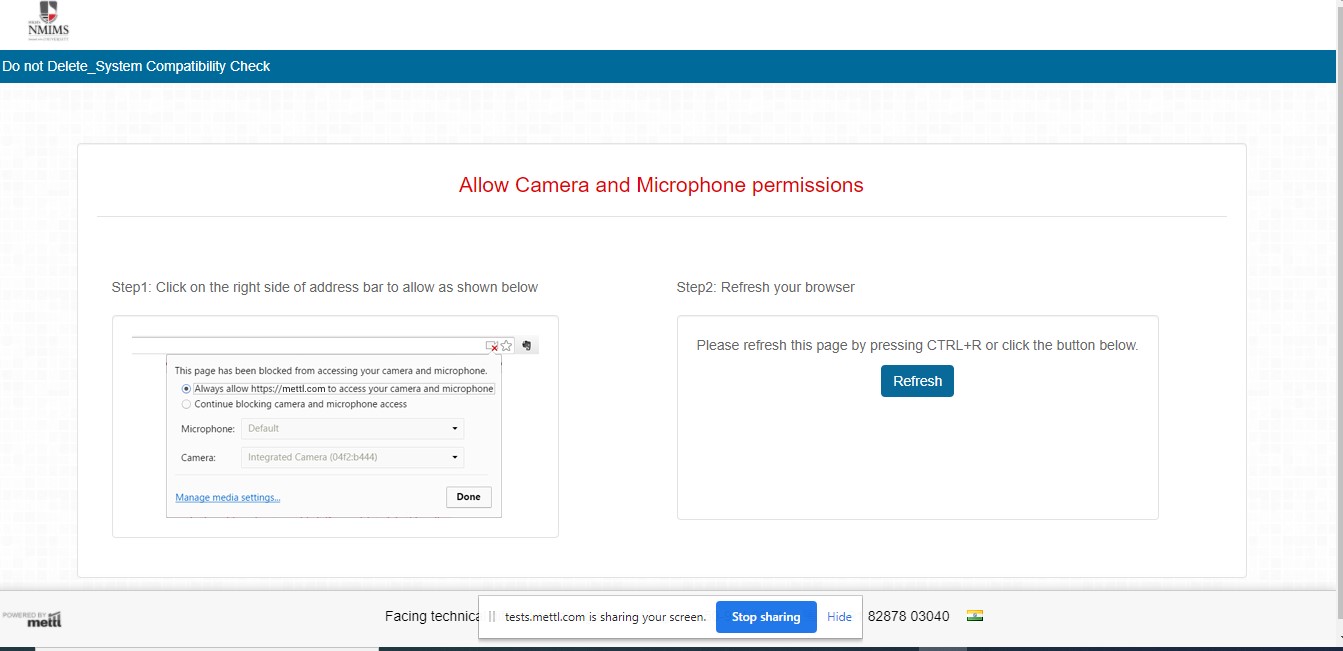 NMIMS
Do not Delete_System Compatibility Check
Allow Camera and Microphone permissions
Step1: Click on the right side of address bar to allow as shown below
This page has been blocked from accessing your camera and microphone.
Always allow https://mettl.com to access your camera and microphone
Continue blocking camera and microphone access
Microphone: Default
Camera: Integrated Camera (04f2:b444)
Manage media settings...
Done
Step2: Refresh your browser
Please refresh this page by pressing CTRL+R or click the button below.
Refresh
POWERED BY
mettl
Facing technica
tests.mettl.com is sharing your screen.
Stop sharing
Hide
82878 03040